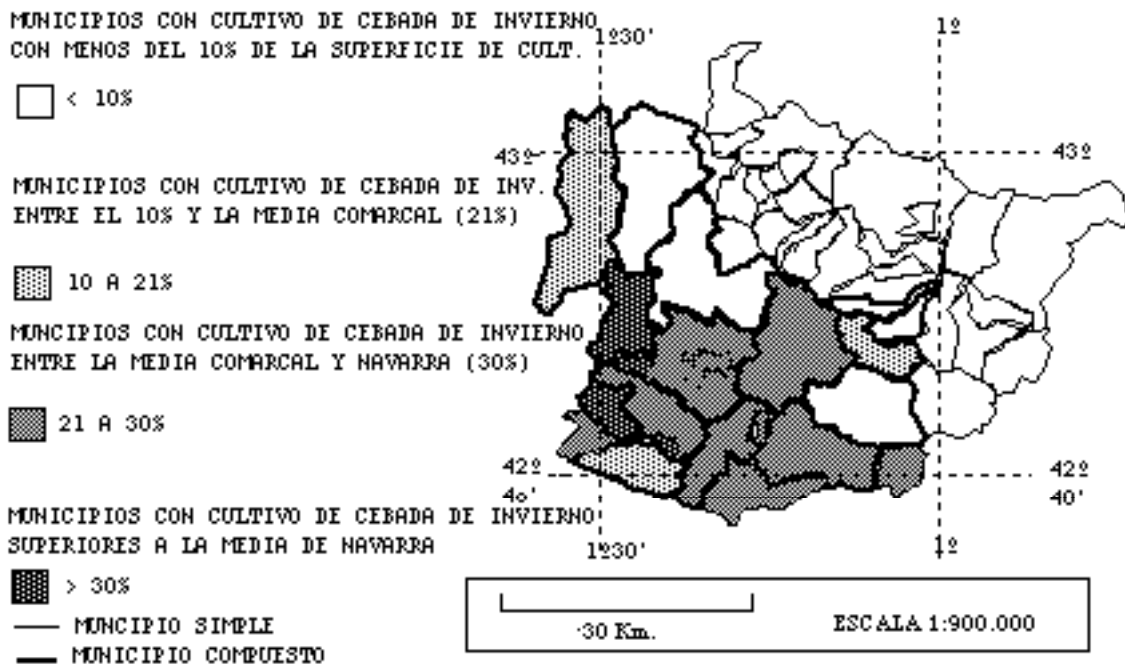 MUNICIPIOS CON CULTIVO DE CEBADA DE INVIERNO
CON MENOS DEL 10% DE LA SUPERFICIE DE CULT.
< 10%
MUNICIPIOS CON CULTIVO DE CEBADA DE INV.
ENTRE EL 10% Y LA MEDIA COMARCAL (21%)
10 A 21%
MUNCIPIOS CON CULTIVO DE CEBADA DE INVIERNO
ENTRE LA MEDIA COMARCAL Y NAVARRA (30%)
21 A 30%
MUNICIPIOS CON CULTIVO DE CEBADA DE INVIERNO
SUPERIORES A LA MEDIA DE NAVARRA
> 30%
MUNCIPIO SIMPLE
MUNICIPIO COMPUESTO
1º30'
1º
43º
43º
42º
40'
42º
40'
1º30'
1º
30 Km.
ESCALA 1:900.000